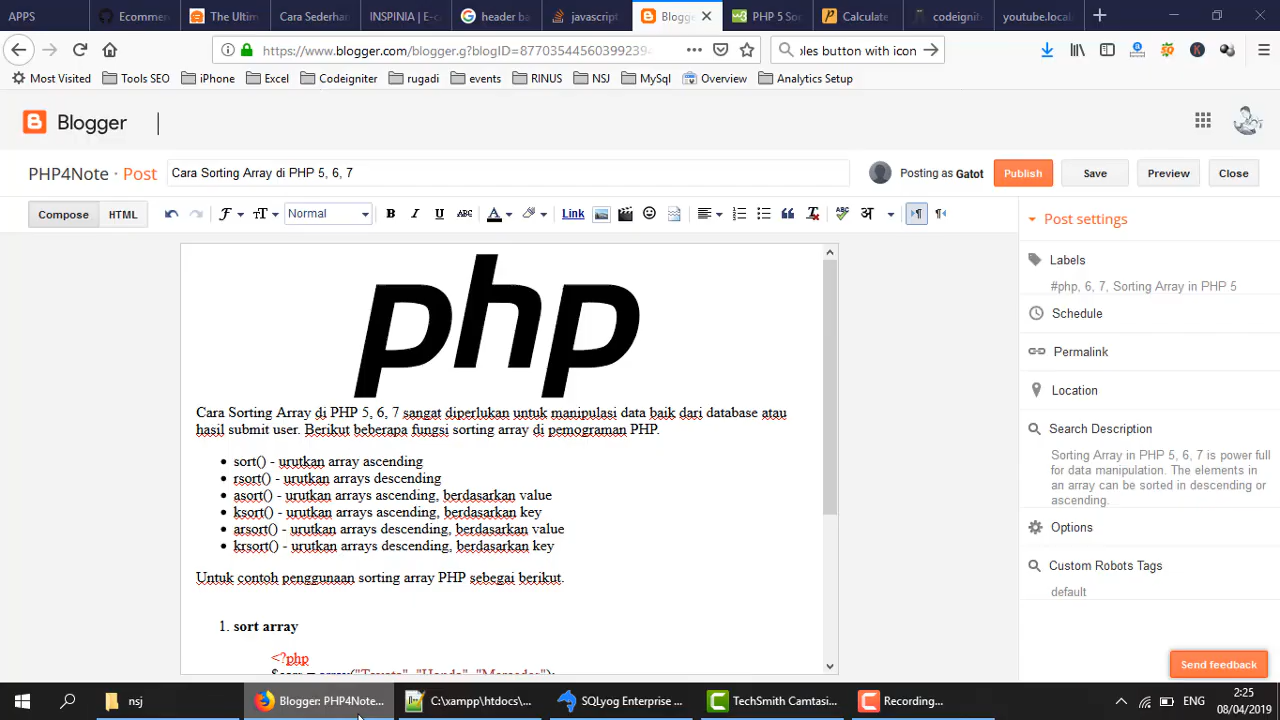 APPS
Ecommer
The Ultim
Cara Sederhar
INSPINIA | E-c
header ba
javascript
Blogge
PHP 5 So
Calculate
codeignit
youtube.local
https://www.blogger.com/blogger.g?blogID=87703544560399239
ples button with icon
Most Visited
Tools SEO
iPhone
Excel
Codeigniter
rugadi
events
RINUS
NSJ
MySql
Overview
Analytics Setup
Blogger
PHP4Note · Post
Cara Sorting Array di PHP 5, 6, 7
Posting as Gatot
Publish
Save
Preview
Close
Compose
HTML
Normal
B I U ABC A
Link
Post settings
php
Labels
#php, 6, 7, Sorting Array in PHP 5
Schedule
Permalink
Location
Search Description
Sorting Array in PHP 5, 6, 7 is power full
for data manipulation. The elements in
an array can be sorted in descending or
ascending.
Options
Custom Robots Tags
default
Cara Sorting Array di PHP 5, 6, 7 sangat diperlukan untuk manipulasi data baik dari database atau
hasil submit user. Berikut beberapa fungsi sorting array di pemograman PHP.
sort() - urutkan array ascending
rsort() - urutkan arrays descending
asort() - urutkan arrays ascending, berdasarkan value
ksort() - urutkan arrays ascending, berdasarkan key
arsort() - urutkan arrays descending, berdasarkan value
krsort() - urutkan arrays descending, berdasarkan key
Untuk contoh penggunaan sorting array PHP sebegai berikut.
1. sort array
<?php
$carr = array("Toyota", "Honda", "Mercedes");
Send feedback
nsj
Blogger: PHP4Note...
C:\xampp\htdocs\...
SQLyog Enterprise ...
TechSmith Camtasi...
Recording...
ENG
2:25
08/04/2019